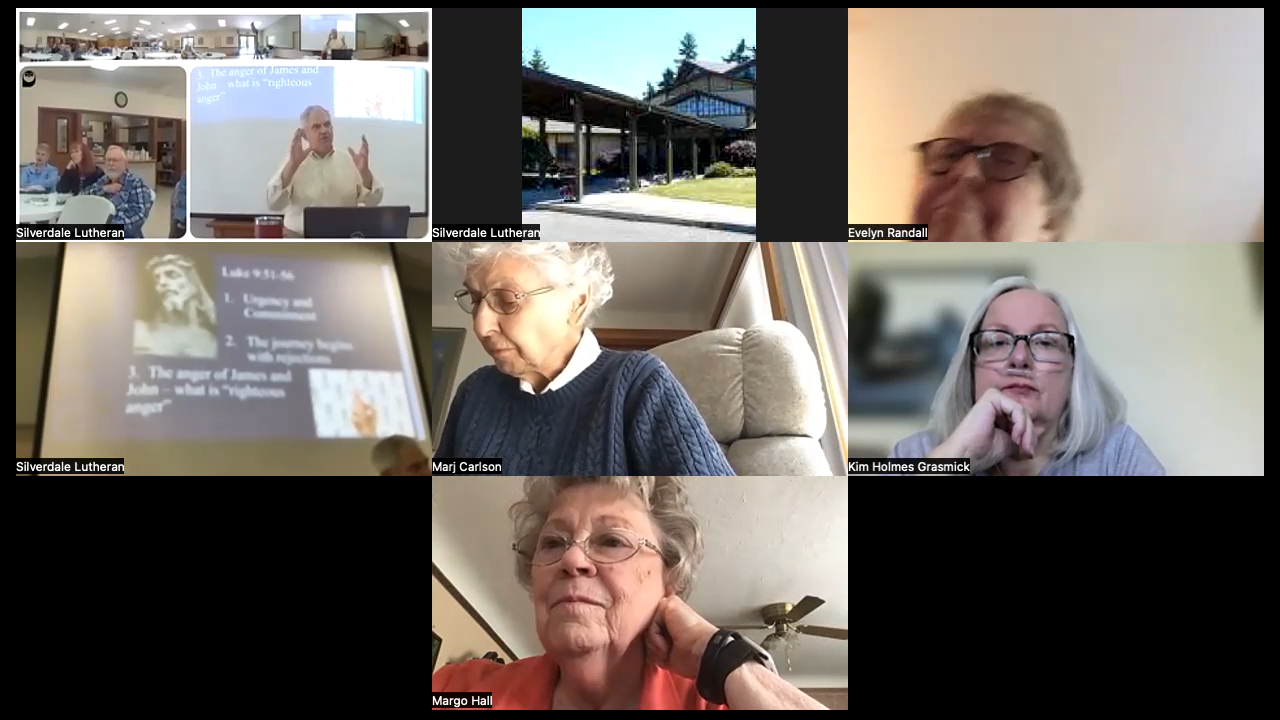 3. The anger of James and
John – what is "righteous
anger"
Silverdale Lutheran
Silverdale Lutheran
Evelyn Randall
Luke 9:51-56
1. Urgency and
Commitment
2. The journey begins
with rejections
3. The anger of James and
John – what is "righteous
anger"
Silverdale Lutheran
Marj Carlson
Kim Holmes Grasmick
Margo Hall